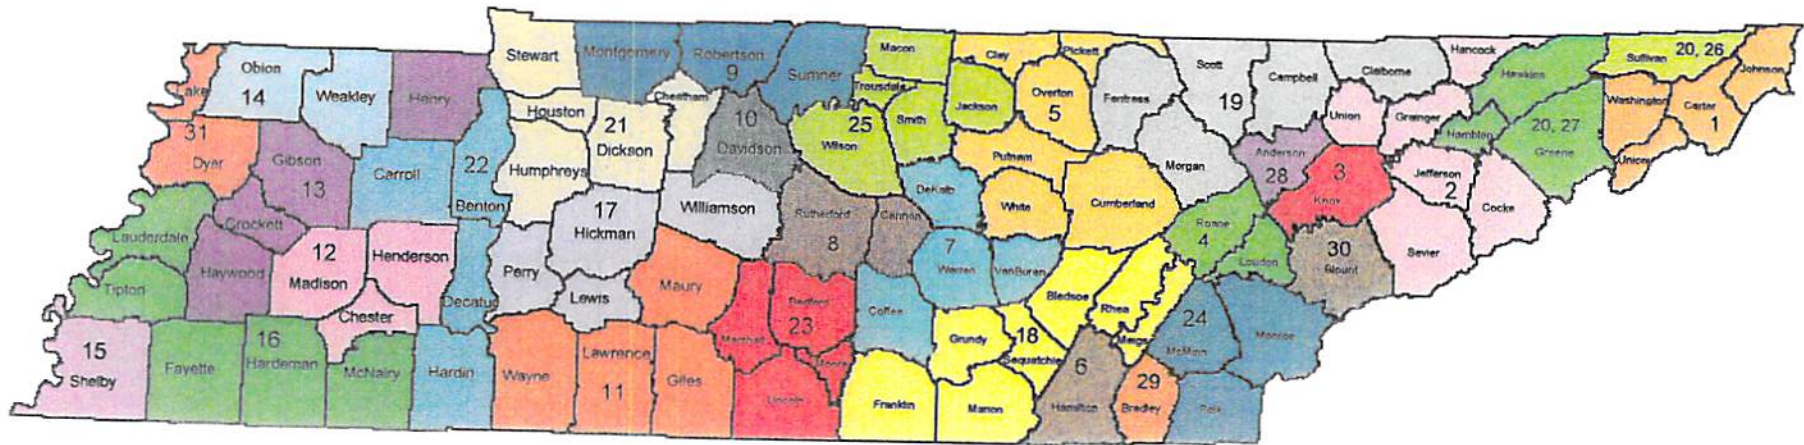 Stewart
Montgomery
Robertson
9
Sumner
Macon
Clay
Pickett
Scott
19
Campbell
Claiborne
Hancock
Hawkins
Sullivan
20, 26
Johnson
Lake
Obion
14
Weakley
Henry
Houston
Cheatham
Trousdale
Jackson
Overton
5
Fentress
Union
Grainger
Hamblen
20, 27
Greene
Washington
Carter
1
Unicoi
31
Dyer
Gibson
13
Carroll
22
Benton
Humphreys
21
Dickson
10
Davidson
25
Wilson
Smith
Putnam
Morgan
Anderson
28
3
Knox
Jefferson
2
Cocke
Sevier
Lauderdale
Crockett
Haywood
Tipton
12
Madison
Henderson
Chester
Decatur
Perry
17
Hickman
Lewis
Williamson
Maury
Rutherford
8
Cannon
DeKalb
White
Cumberland
7
Warren
VanBuren
Roane
4
Loudon
30
Blount
Bledsoe
Rhea
Meigs
24
McMinn
Monroe
15
Shelby
Fayette
16
Hardeman
McNairy
Hardin
Wayne
Lawrence
11
Giles
Marshall
Bedford
23
Moore
Lincoln
Coffee
Grundy
18
Sequatchie
Franklin
Marion
6
Hamilton
29
Bradley
Polk